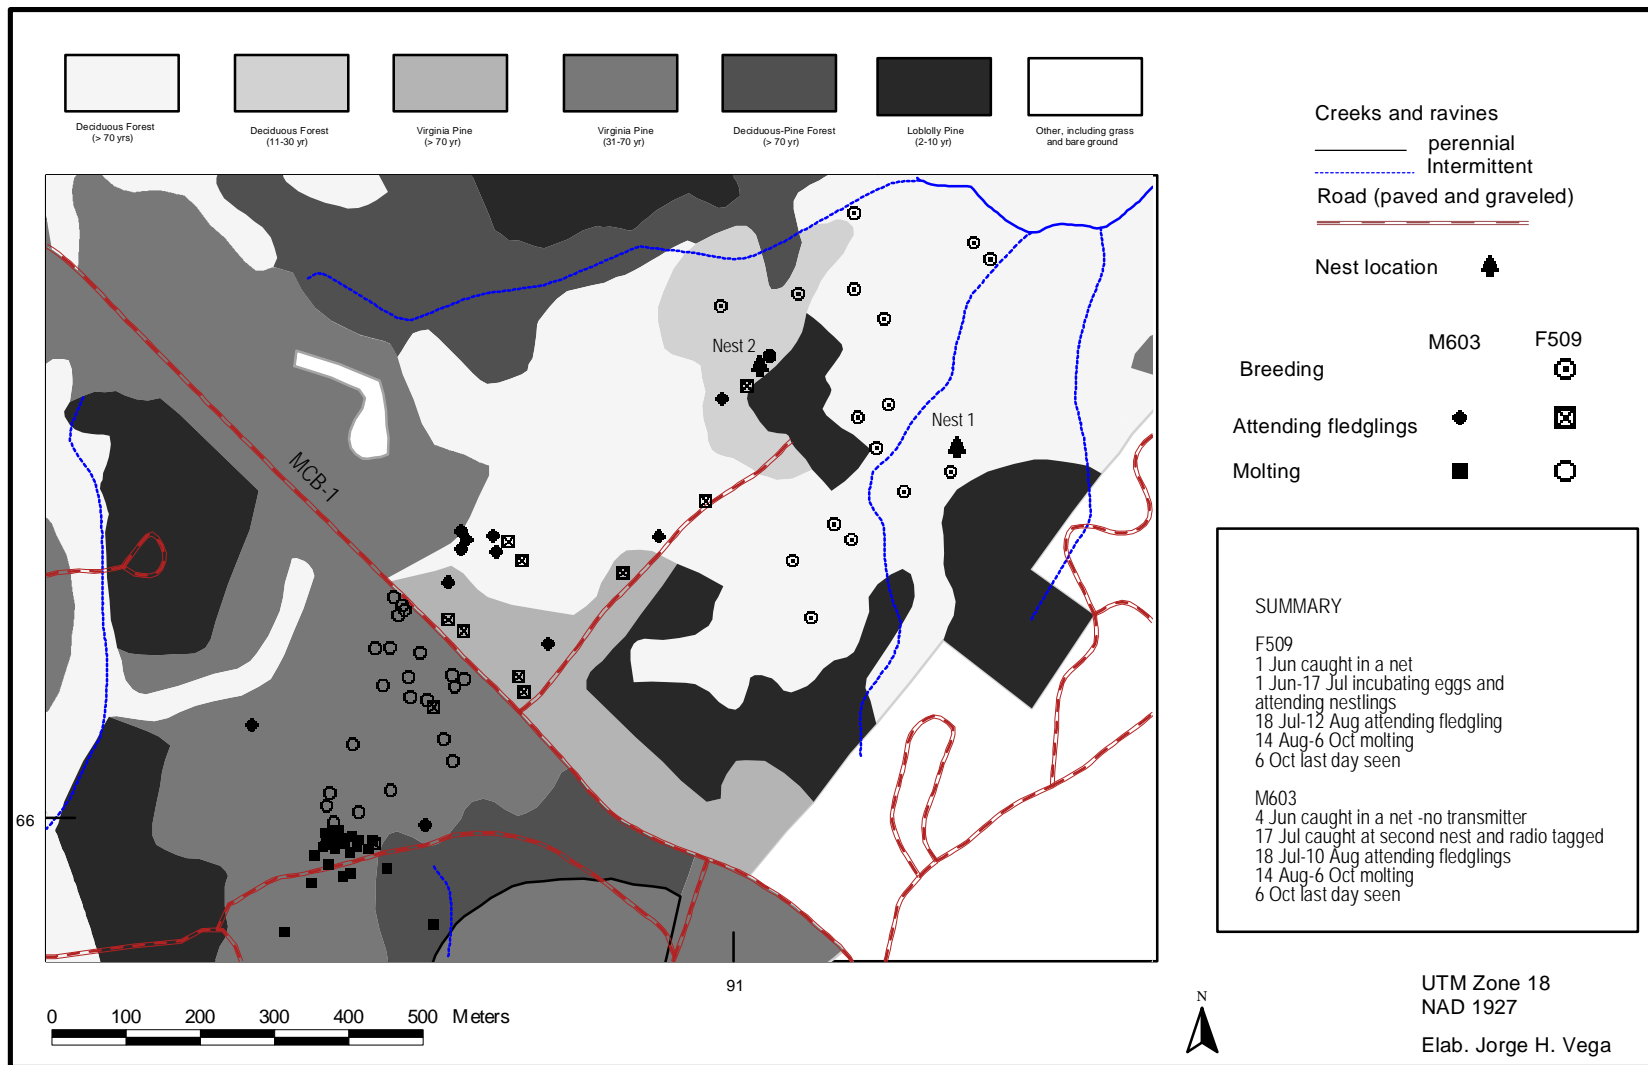 Deciduous Forest
(> 70 yrs)
Deciduous Forest
(11-30 yr)
Virginia Pine
(> 70 yr)
Virginia Pine
(31-70 yr)
Deciduous-Pine Forest
(> 70 yr)
Loblolly Pine
(2-10 yr)
Other, including grass
and bare ground
Creeks and ravines
perennial
Intermittent
Road (paved and graveled)
Nest location
M603 F509
Breeding
Attending fledglings
Molting
Nest 2
Nest 1
MCB-1
66
91
SUMMARY
F509
1 Jun caught in a net
1 Jun-17 Jul incubating eggs and
attending nestlings
18 Jul-12 Aug attending fledgling
14 Aug-6 Oct molting
6 Oct last day seen
M603
4 Jun caught in a net -no transmitter
17 Jul caught at second nest and radio tagged
18 Jul-10 Aug attending fledglings
14 Aug-6 Oct molting
6 Oct last day seen
0 100 200 300 400 500 Meters
N
UTM Zone 18
NAD 1927
Elab. Jorge H. Vega